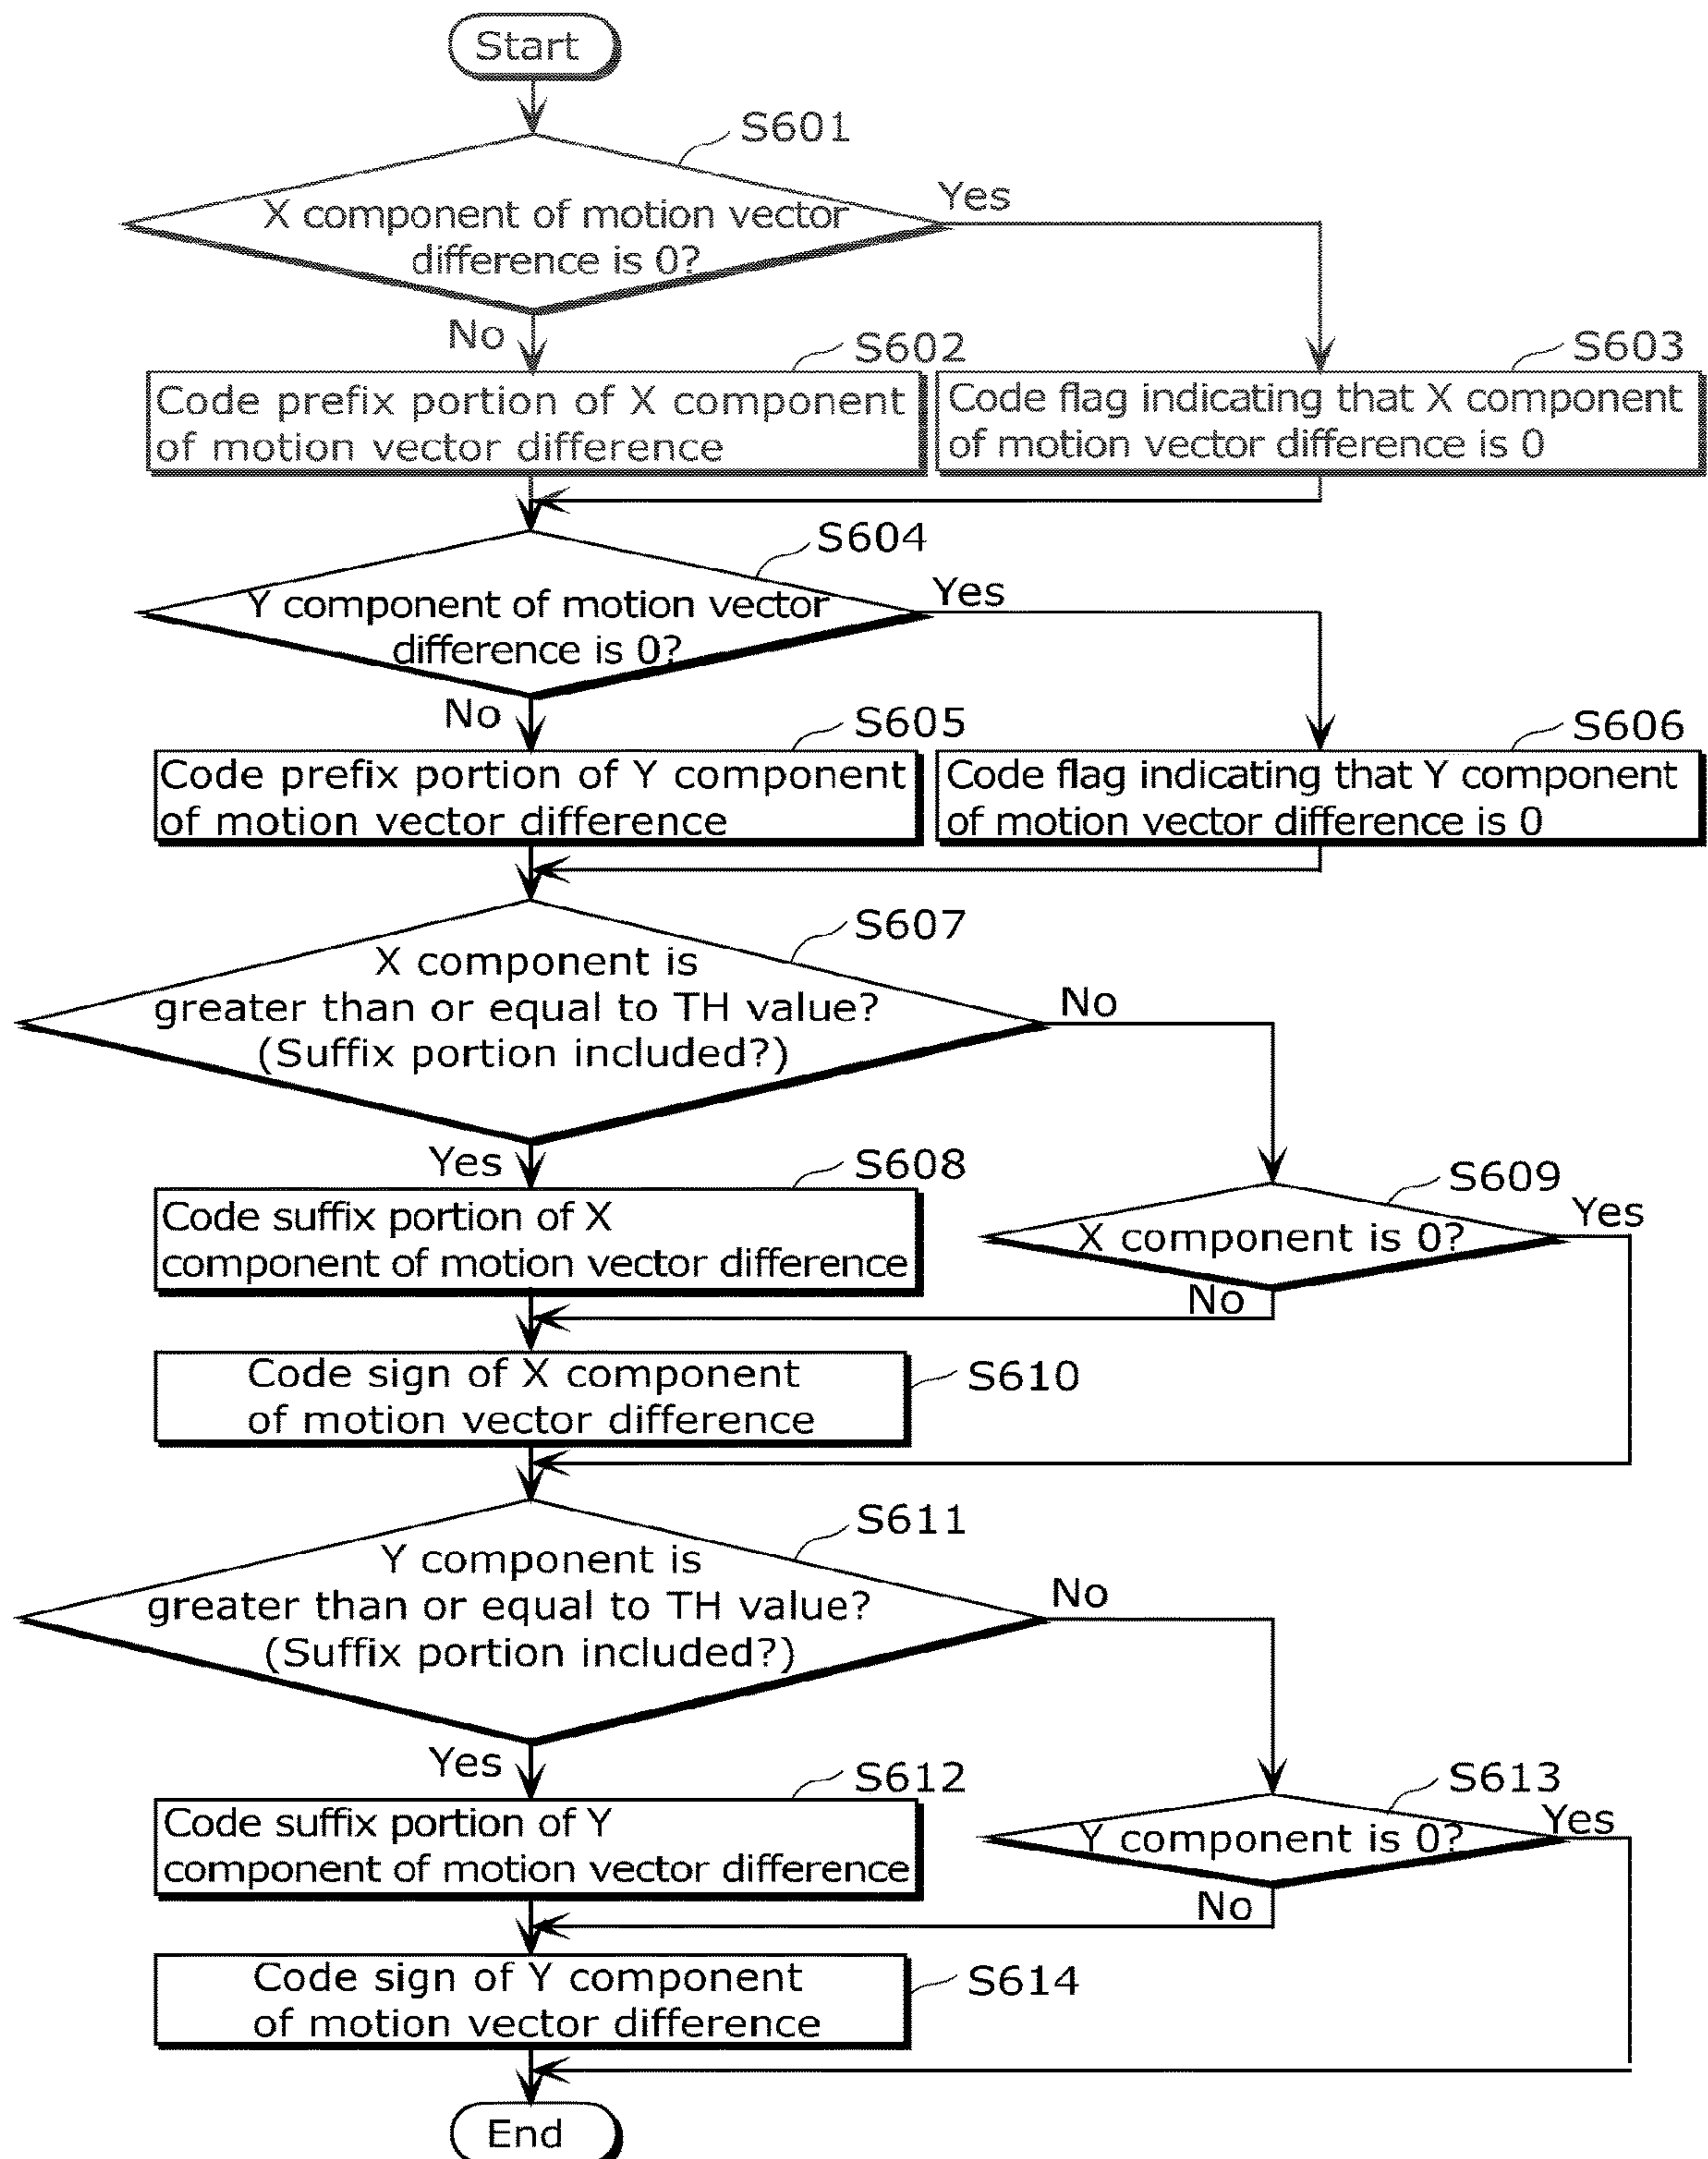 Start
S601
X component of motion vector
difference is 0?
Yes
No
S602
Code prefix portion of X component
of motion vector difference
S603
Code flag indicating that X component
of motion vector difference is 0
S604
Y component of motion vector
difference is 0?
Yes
No
S605
Code prefix portion of Y component
of motion vector difference
S606
Code flag indicating that Y component
of motion vector difference is 0
S607
X component is
greater than or equal to TH value?
(Suffix portion included?)
No
Yes
S608
Code suffix portion of X
component of motion vector difference
S609
X component is 0?
Yes
No
Code sign of X component
of motion vector difference
S610
S611
Y component is
greater than or equal to TH value?
(Suffix portion included?)
No
Yes
S612
Code suffix portion of Y
component of motion vector difference
S613
Y component is 0?
Yes
No
Code sign of Y component
of motion vector difference
S614
End